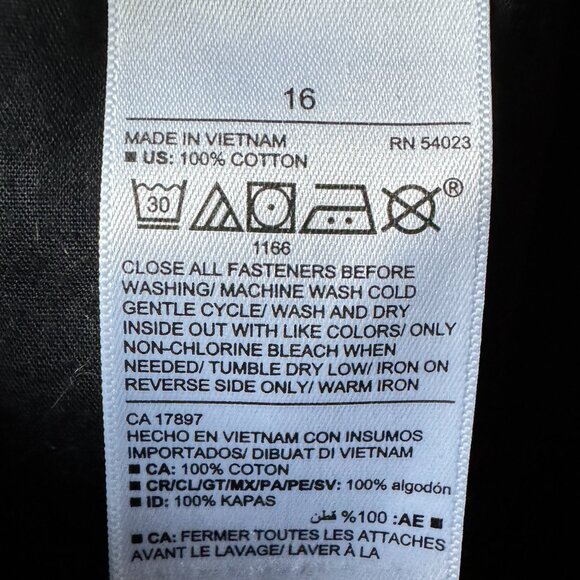 16
MADE IN VIETNAM RN 54023
■ US: 100% COTTON
30 ®
1166
CLOSE ALL FASTENERS BEFORE
WASHING/ MACHINE WASH COLD
GENTLE CYCLE/ WASH AND DRY
INSIDE OUT WITH LIKE COLORS/ ONLY
NON-CHLORINE BLEACH WHEN
NEEDED/ TUMBLE DRY LOW/ IRON ON
REVERSE SIDE ONLY/ WARM IRON
CA 17897
HECHO EN VIETNAM CON INSUMOS
IMPORTADOS/ DIBUAT DI VIETNAM
■ CA: 100% COTON
■ CR/CL/GT/MX/PA/PE/SV: 100% algodón
■ ID: 100% KAPAS
■ AE: 100% قطن
■ CA: FERMER TOUTES LES ATTACHES
AVANT LE LAVAGE/ LAVER À LA